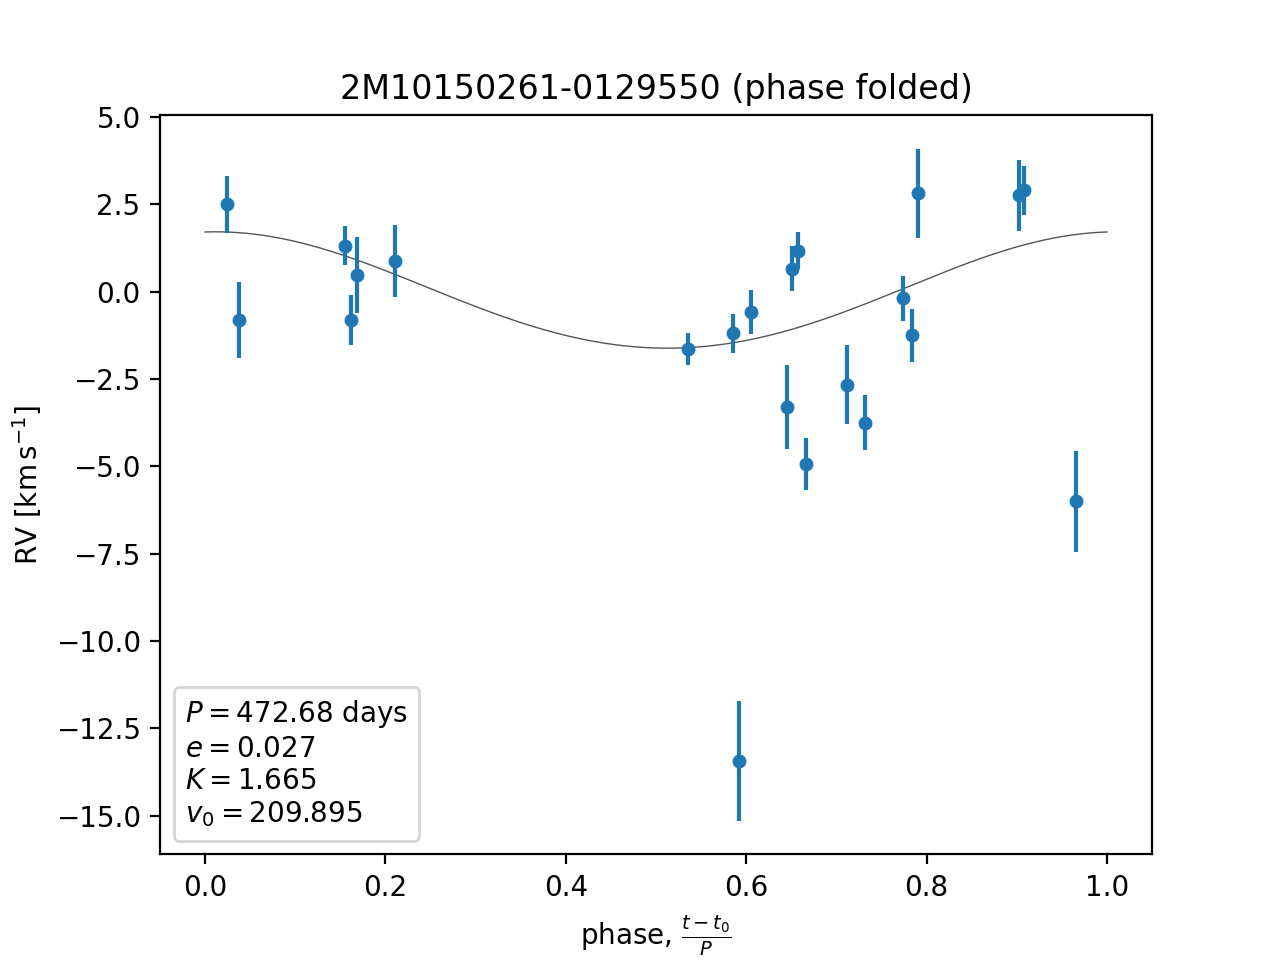 2M10150261-0129550 (phase folded)
5.0
2.5
0.0
−2.5
−5.0
−7.5
−10.0
−12.5
−15.0
RV [km s⁻¹]
P = 472.68 days
e = 0.027
K = 1.665
v₀ = 209.895
0.0 0.2 0.4 0.6 0.8 1.0
phase, (t − t₀)/P